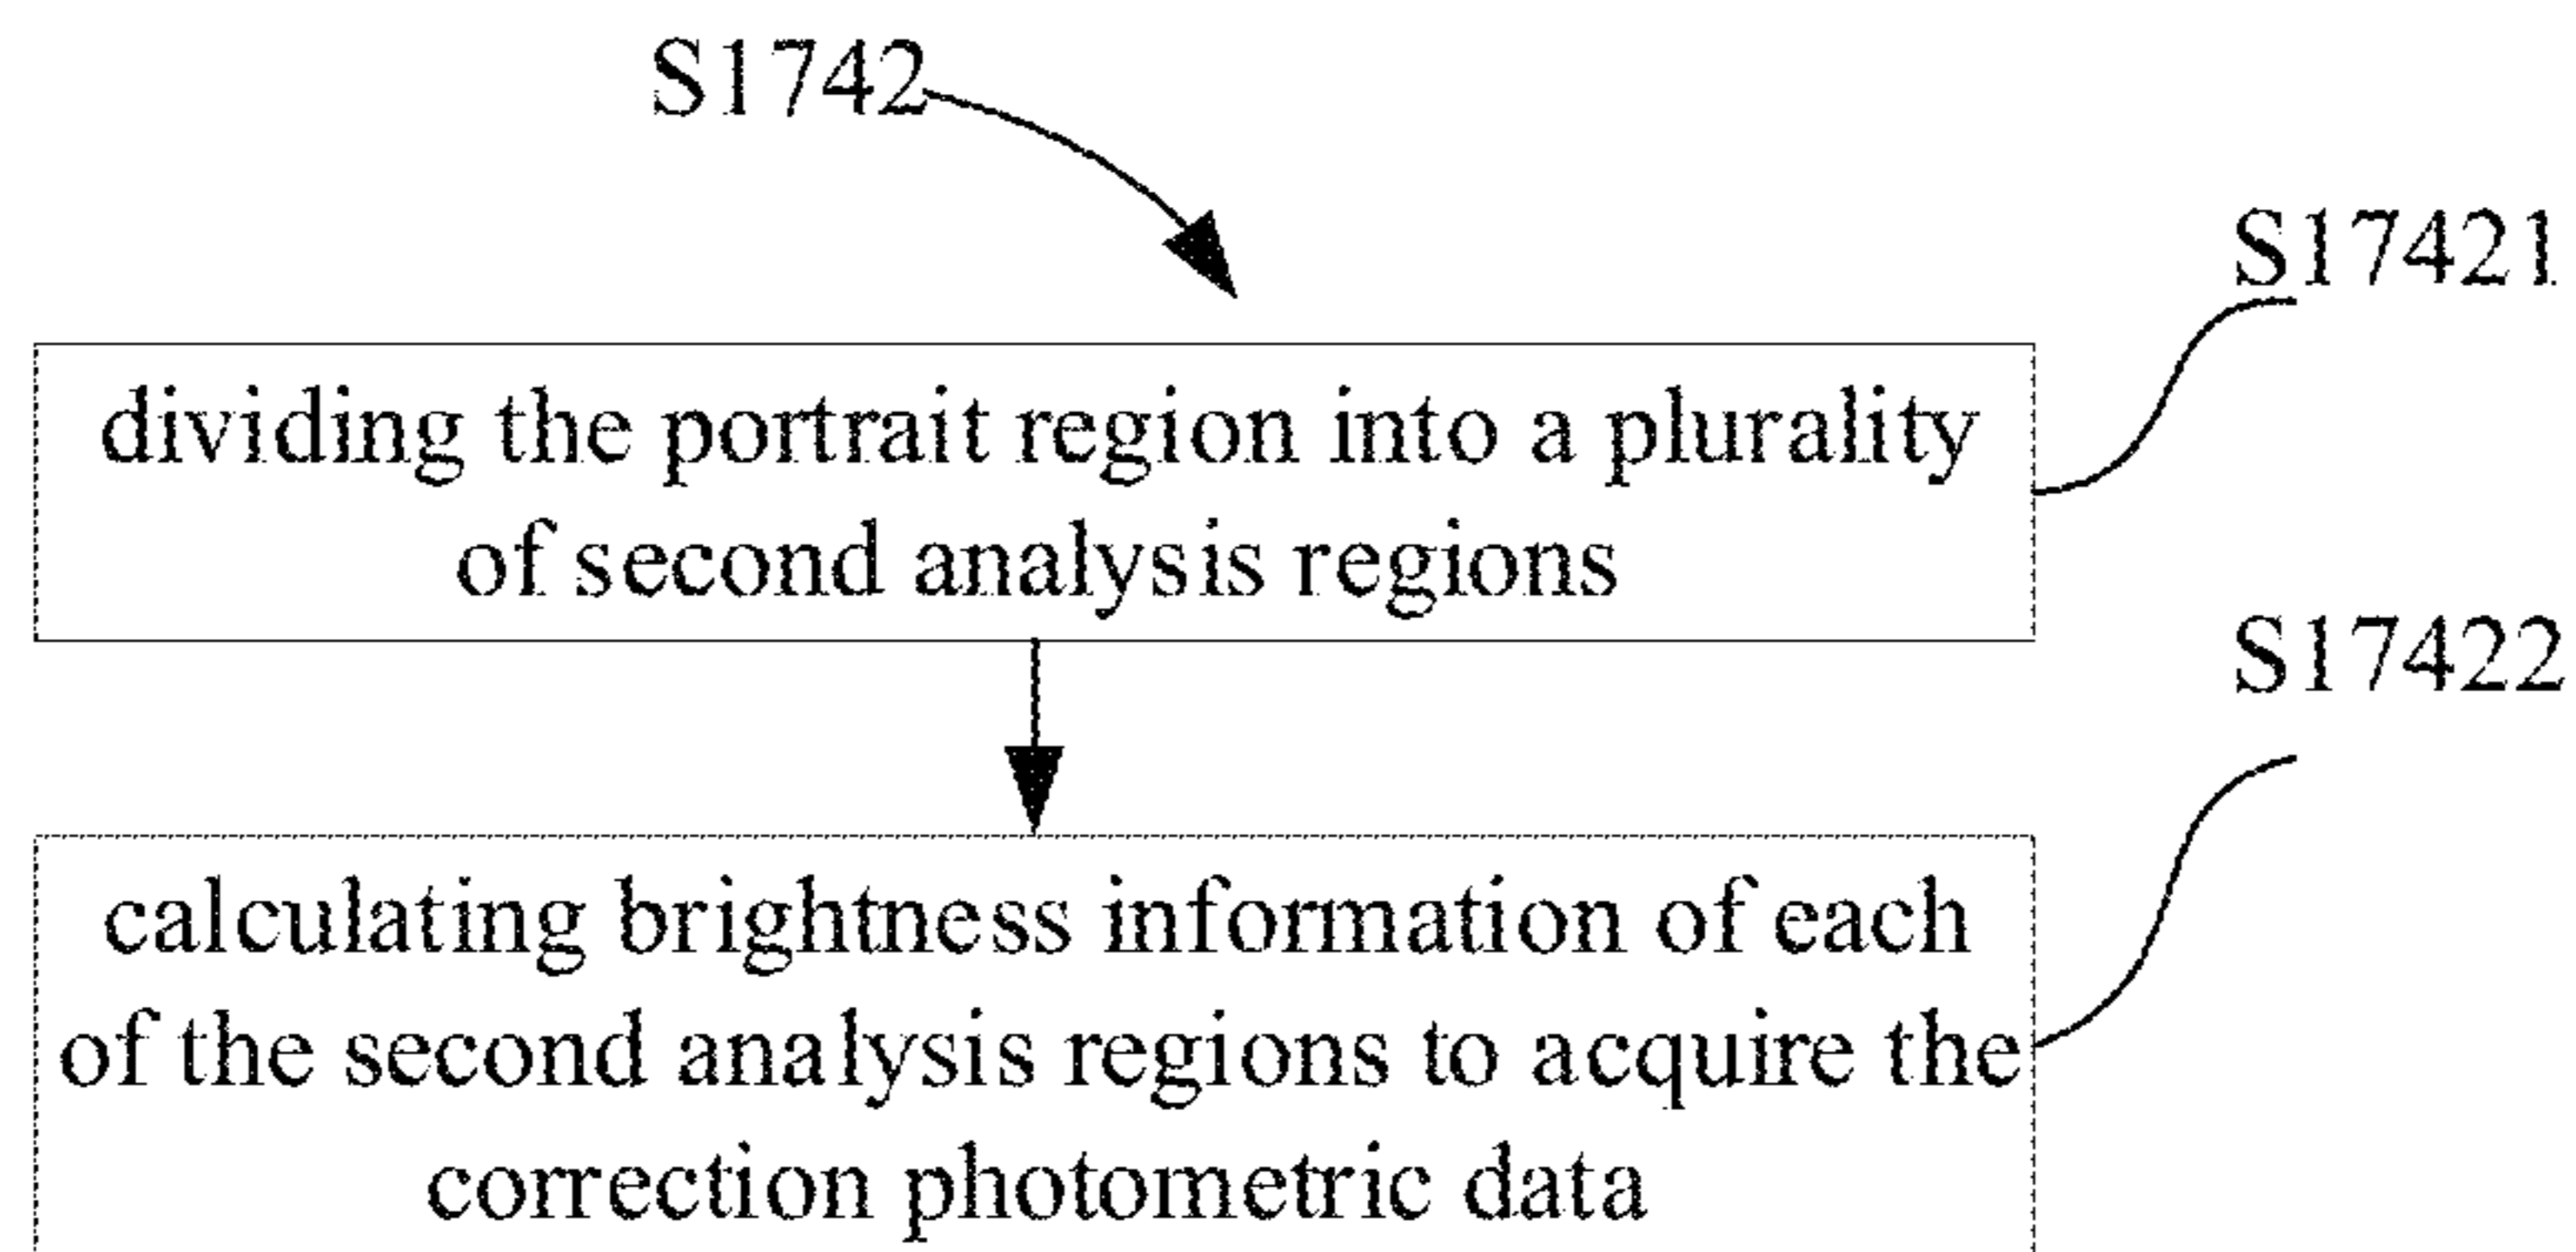 S1742
S17421
dividing the portrait region into a plurality
of second analysis regions
S17422
calculating brightness information of each
of the second analysis regions to acquire the
correction photometric data